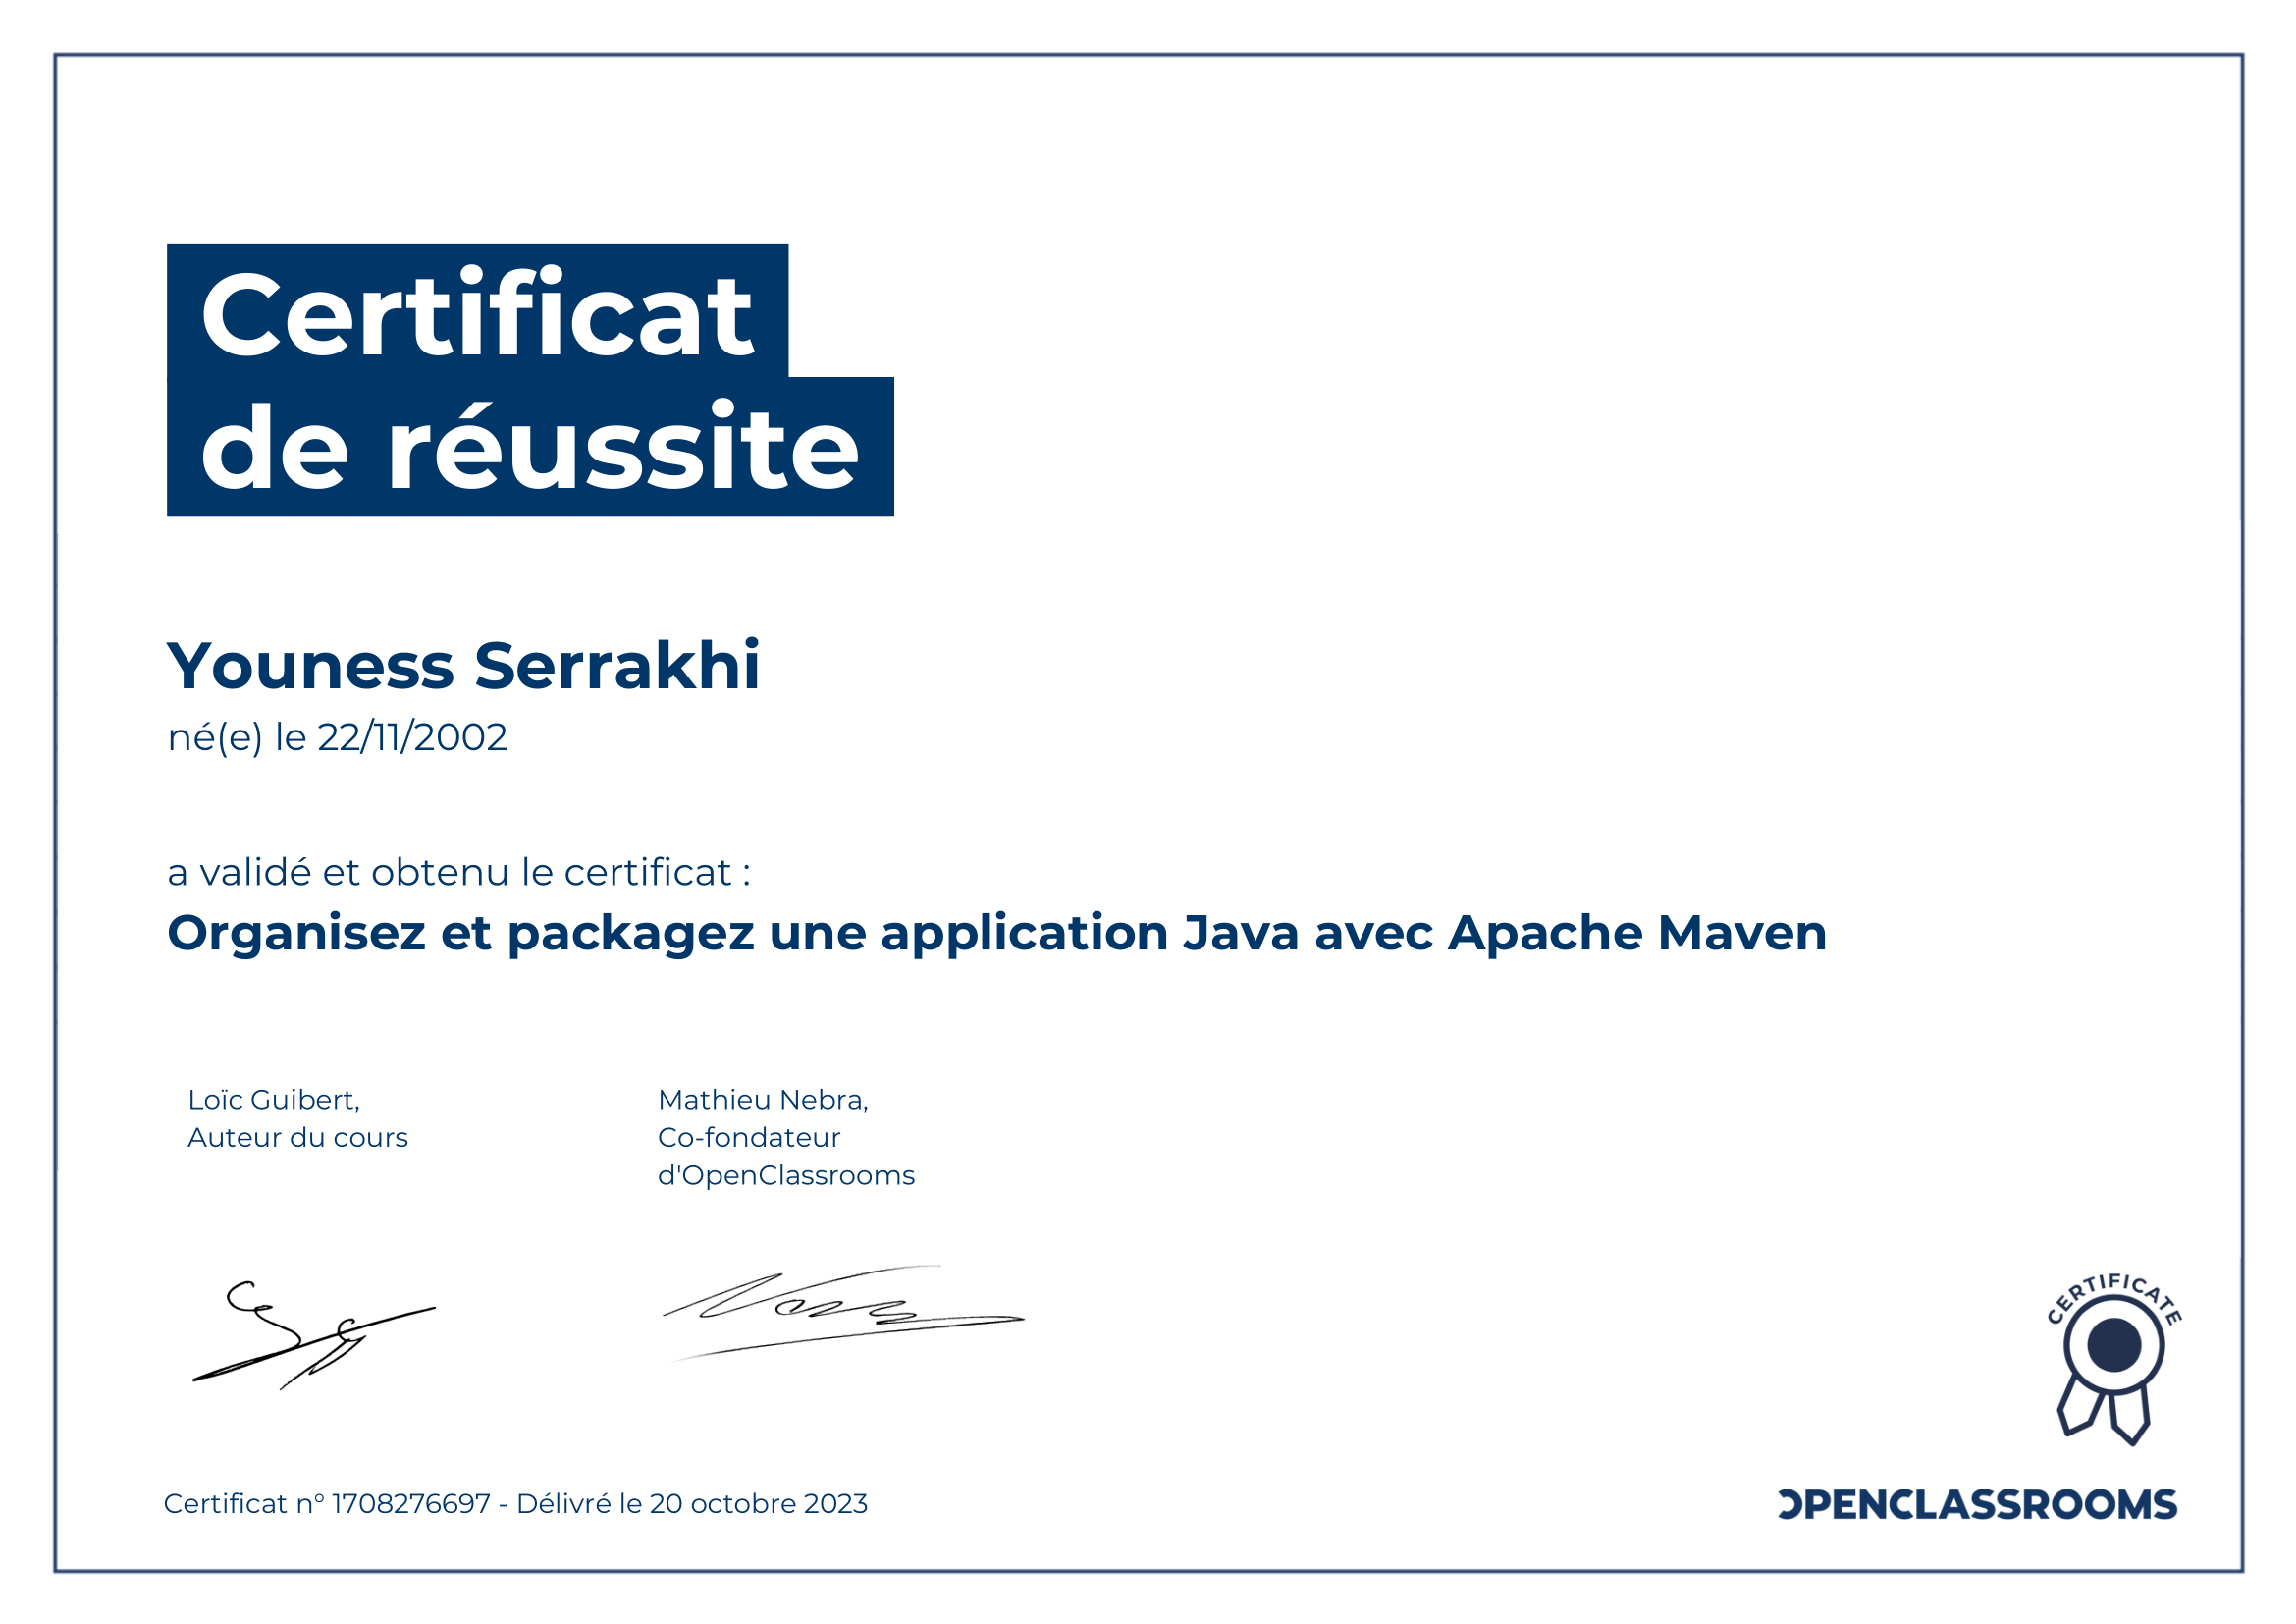 Certificat
de réussite
Youness Serrakhi
né(e) le 22/11/2002
a validé et obtenu le certificat :
Organisez et packagez une application Java avec Apache Maven
Loïc Guibert,
Auteur du cours
Mathieu Nebra,
Co-fondateur
d'OpenClassrooms
CERTIFICATE
Certificat n° 1708276697 - Délivré le 20 octobre 2023
OPENCLASSROOMS